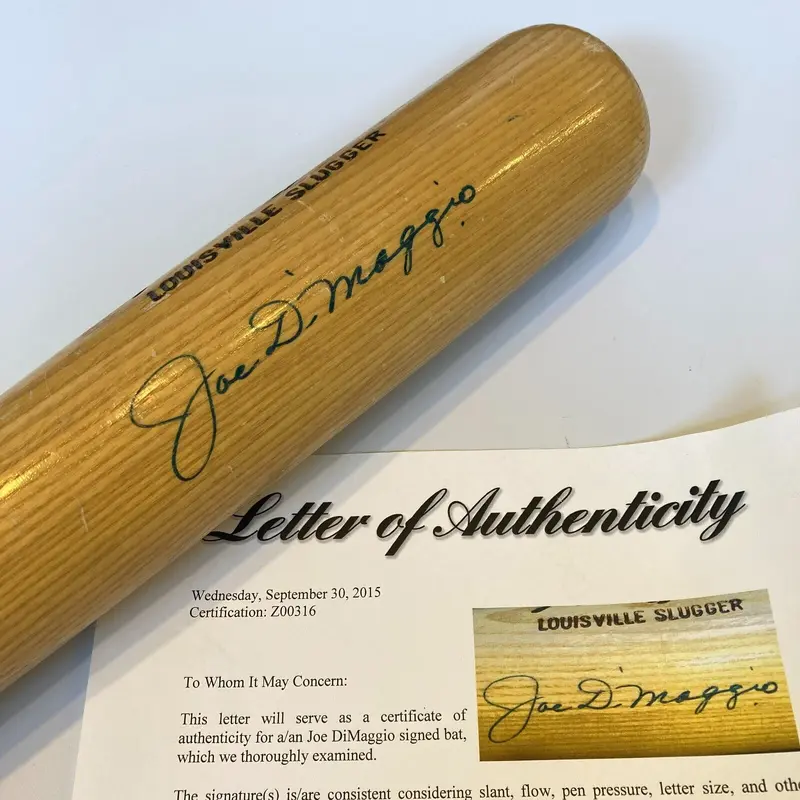 LOUISVILLE SLUGGER
Joe DiMaggio
Letter of Authenticity
Wednesday, September 30, 2015
Certification: Z00316
LOUISVILLE SLUGGER
Joe DiMaggio
To Whom It May Concern:
This letter will serve as a certificate of
authenticity for a/an Joe DiMaggio signed bat,
which we thoroughly examined.
The signature(s) is/are consistent considering slant, flow, pen pressure, letter size, and